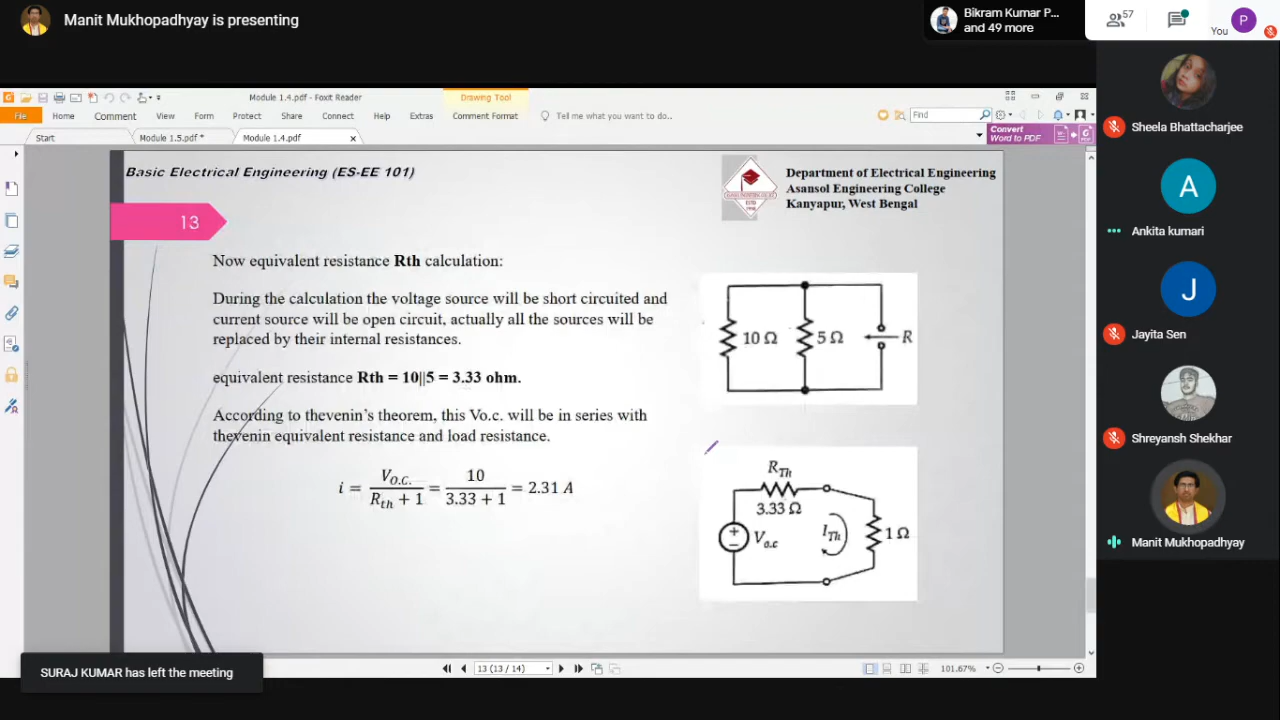 Manit Mukhopadhyay is presenting
Bikram Kumar P...
and 49 more
57
You
P
Module 1.4.pdf - Foxit Reader
Drawing Tool
File
Home
Comment
View
Form
Protect
Share
Connect
Help
Extras
Comment Format
Tell me what you want to do...
Find
Start
Module 1.5.pdf *
Module 1.4.pdf
Convert
Word to PDF
Basic Electrical Engineering (ES-EE 101)
Department of Electrical Engineering
Asansol Engineering College
Kanyapur, West Bengal
13
Now equivalent resistance Rth calculation:
During the calculation the voltage source will be short circuited and
current source will be open circuit, actually all the sources will be
replaced by their internal resistances.
equivalent resistance Rth = 10||5 = 3.33 ohm.
According to thevenin's theorem, this Vo.c. will be in series with
thevenin equivalent resistance and load resistance.
i = V_O.C. / (R_th + 1) = 10 / (3.33 + 1) = 2.31 A
10 Ω
5 Ω
R
R_Th
3.33 Ω
V_o.c
I_Th
1 Ω
13 (13 / 14)
101.67%
SURAJ KUMAR has left the meeting
Sheela Bhattacharjee
A
Ankita kumari
J
Jayita Sen
Shreyansh Shekhar
Manit Mukhopadhyay